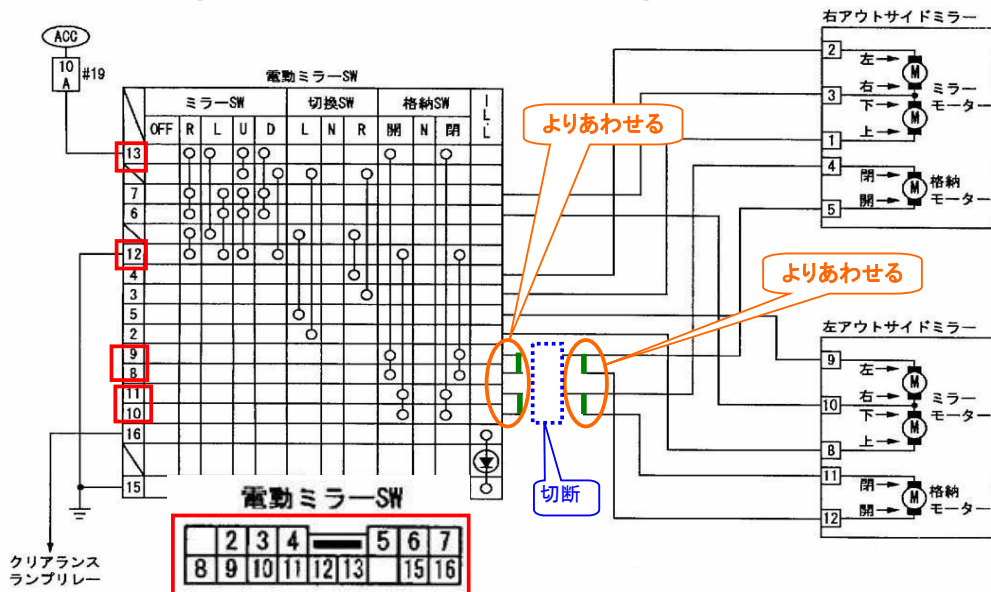 ACC
10
A
#19
電動ミラーSW
ミラーSW 切換SW 格納SW ILL
OFF R L U D L N R 開 N 閉
13
7
6
12
4
3
5
2
9
8
11
10
16
15
クリアランス
ランプリレー
よりあわせる
よりあわせる
切断
右アウトサイドミラー
2
左→
M
右→
3
ミラー
下→
モーター
M
上→
1
4
閉→
M
格納
開→
モーター
5
左アウトサイドミラー
9
左→
M
右→
10
ミラー
下→
モーター
M
上→
8
11
閉→
M
格納
開→
モーター
12
電動ミラーSW
2 3 4 5 6 7
8 9 10 11 12 13 15 16